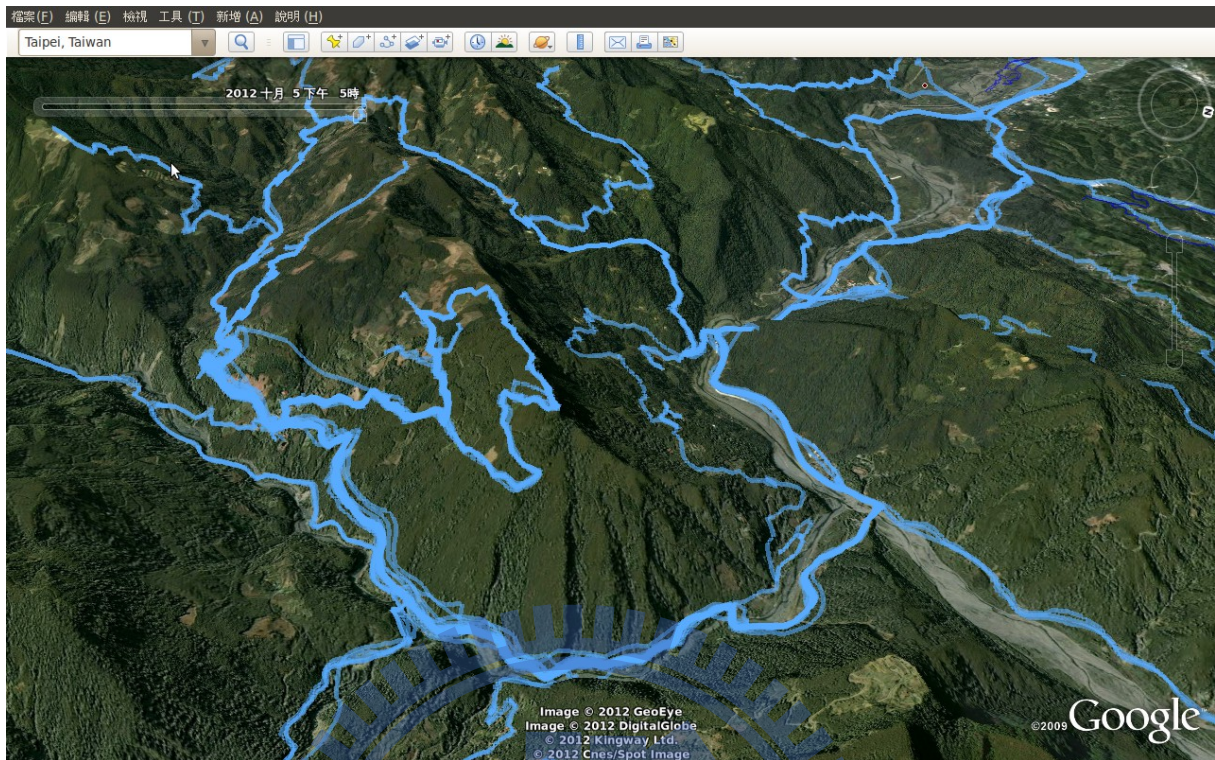 檔案(F) 編輯 (E) 檢視 工具 (T) 新增 (A) 說明 (H)
Taipei, Taiwan
2012 十月 5 下午 5時
N
Image © 2012 GeoEye
Image © 2012 DigitalGlobe
© 2012 Kingway Ltd.
© 2012 Cnes/Spot Image
©2009 Google